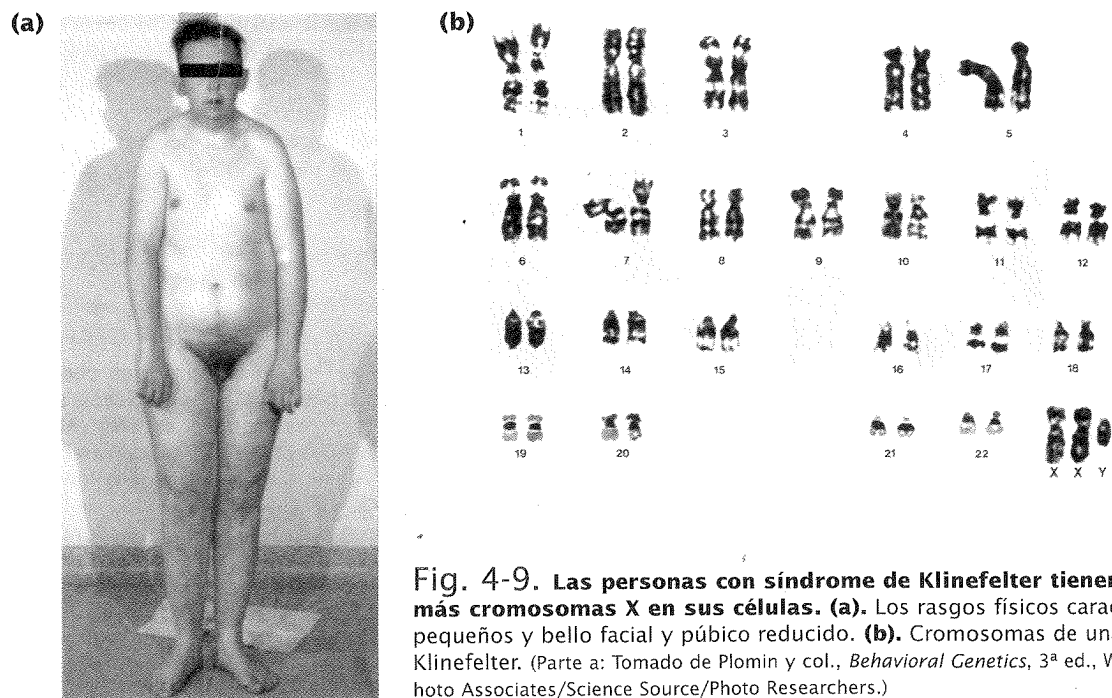 (a)
(b)
1 2 3 4 5
6 7 8 9 10 11 12
13 14 15 16 17 18
19 20 21 22 X X Y
Fig. 4-9. Las personas con síndrome de Klinefelter tiene
más cromosomas X en sus células. (a). Los rasgos físicos carac
pequeños y bello facial y púbico reducido. (b). Cromosomas de un
Klinefelter. (Parte a: Tomado de Plomin y col., Behavioral Genetics, 3ª ed., W
hoto Associates/Science Source/Photo Researchers.)